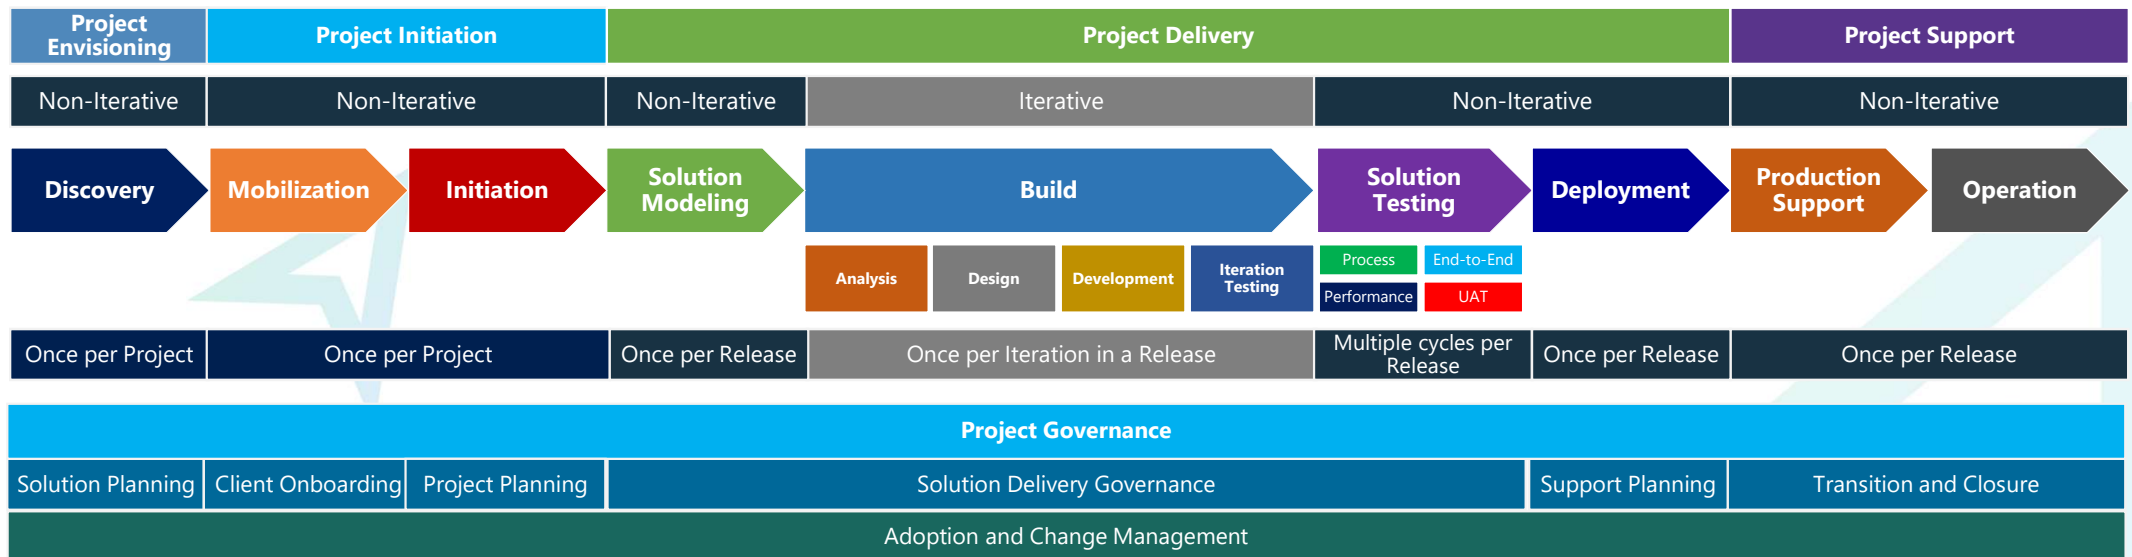 Project
Envisioning
Project Initiation
Project Delivery
Project Support
Non-Iterative
Non-Iterative
Non-Iterative
Iterative
Non-Iterative
Non-Iterative
Discovery
Mobilization
Initiation
Solution
Modeling
Build
Solution
Testing
Deployment
Production
Support
Operation
Analysis
Design
Development
Iteration
Testing
Process
End-to-End
Performance
UAT
Once per Project
Once per Project
Once per Release
Once per Iteration in a Release
Multiple cycles per
Release
Once per Release
Once per Release
Project Governance
Solution Planning
Client Onboarding
Project Planning
Solution Delivery Governance
Support Planning
Transition and Closure
Adoption and Change Management